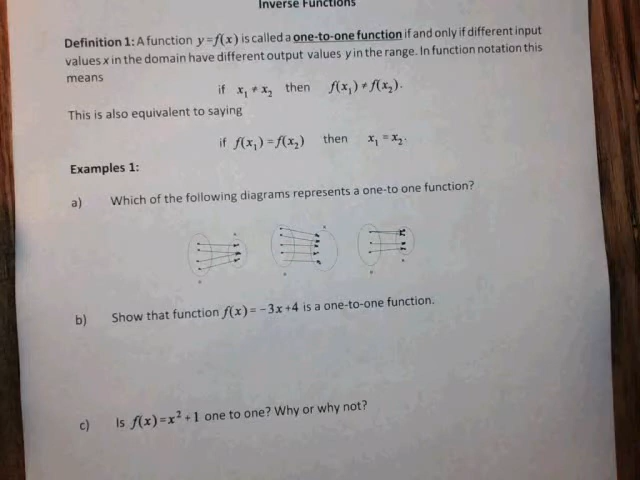 Inverse Functions
Definition 1: A function y=f(x) is called a one-to-one function if and only if different input
values x in the domain have different output values y in the range. In function notation this
means
if x₁ ≠ x₂ then f(x₁) ≠ f(x₂).
This is also equivalent to saying
if f(x₁) = f(x₂) then x₁ = x₂.
Examples 1:
a) Which of the following diagrams represents a one-to one function?
b) Show that function f(x) = −3x+4 is a one-to-one function.
c) Is f(x)=x²+1 one to one? Why or why not?